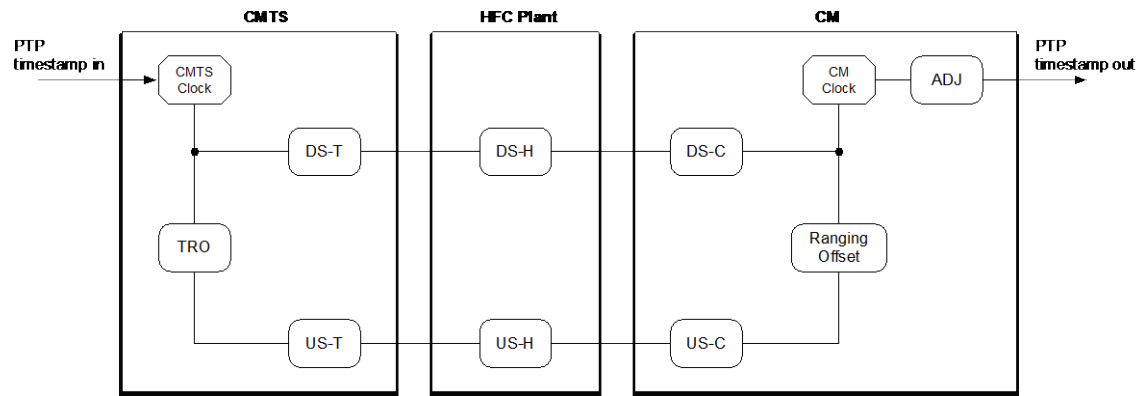 CMTS
HFC Plant
CM
PTP
timestamp in
CMTS
Clock
CM
Clock
ADJ
PTP
timestamp out
DS-T
DS-H
DS-C
TRO
Ranging
Offset
US-T
US-H
US-C